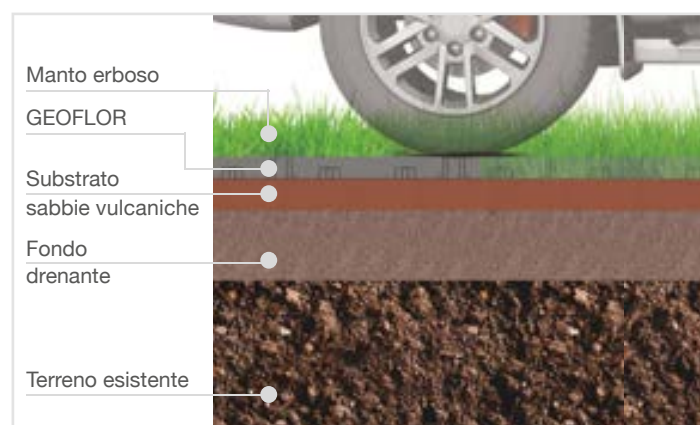 Manto erboso
GEOFLOR
Substrato
sabbie vulcaniche
Fondo
drenante
Terreno esistente